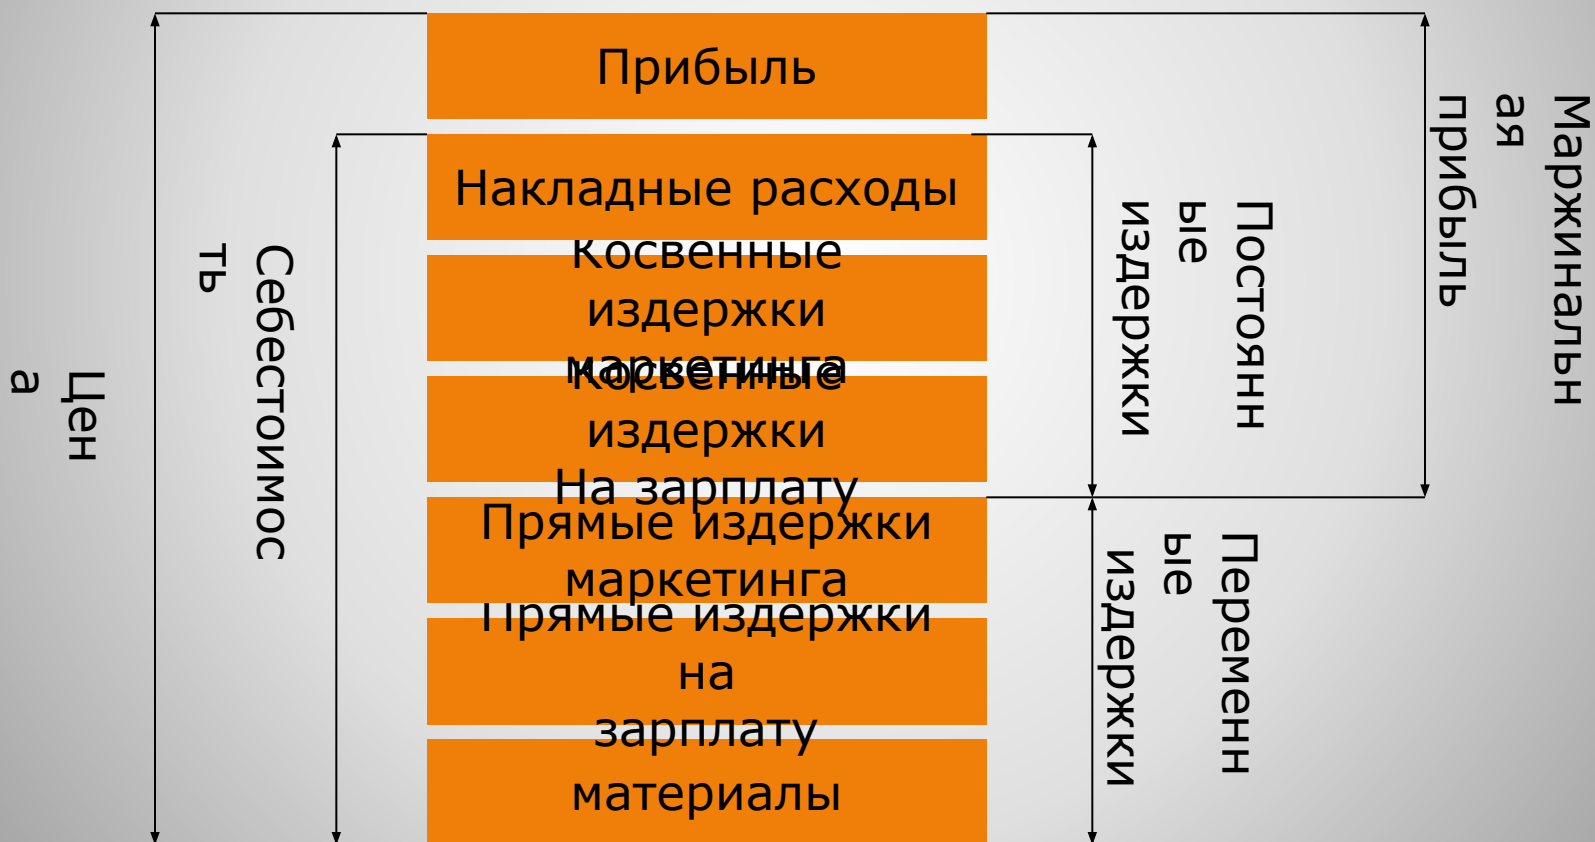 Прибыль
Накладные расходы
Косвенные
издержки
маркетинга
Косвенные
издержки
На зарплату
Прямые издержки
маркетинга
Прямые издержки
на
зарплату
материалы
Цен
а
Себестоимос
ть
Постоянн
ые
издержки
Переменн
ые
издержки
Маржинальн
ая
прибыль